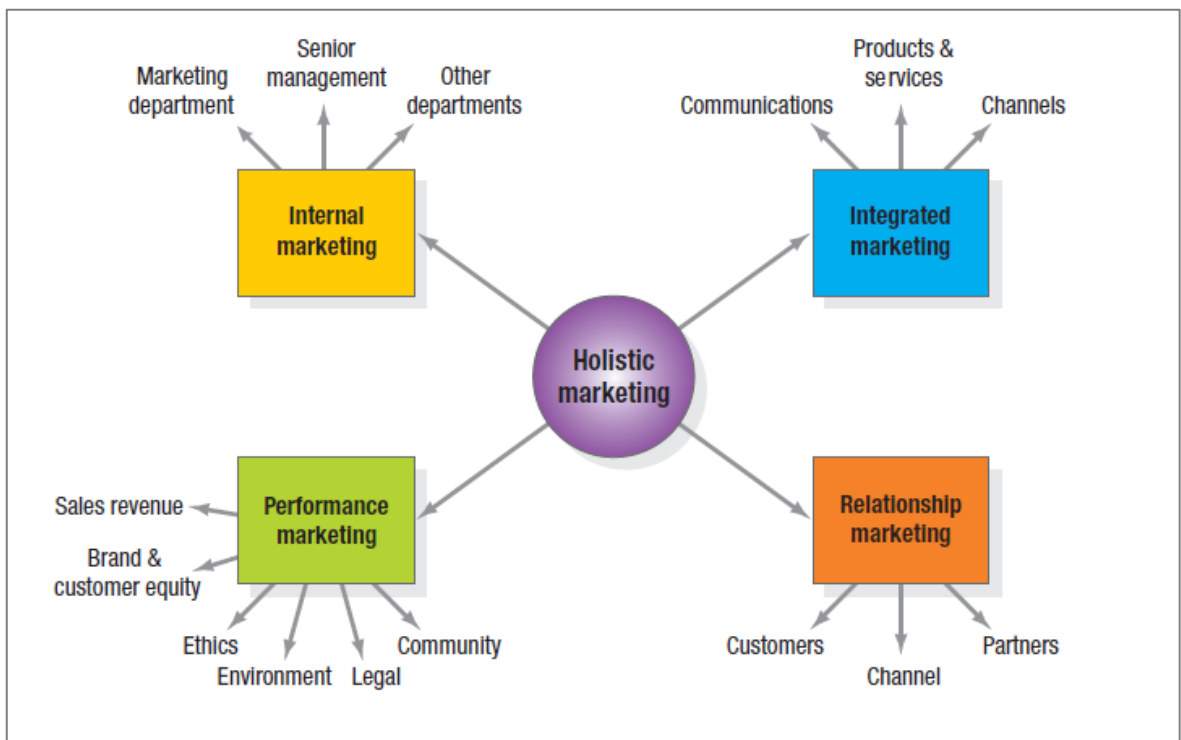 Senior
management
Marketing
department
Other
departments
Internal
marketing
Products &
services
Communications
Channels
Integrated
marketing
Holistic
marketing
Performance
marketing
Sales revenue
Brand &
customer equity
Ethics
Environment
Legal
Community
Relationship
marketing
Customers
Channel
Partners